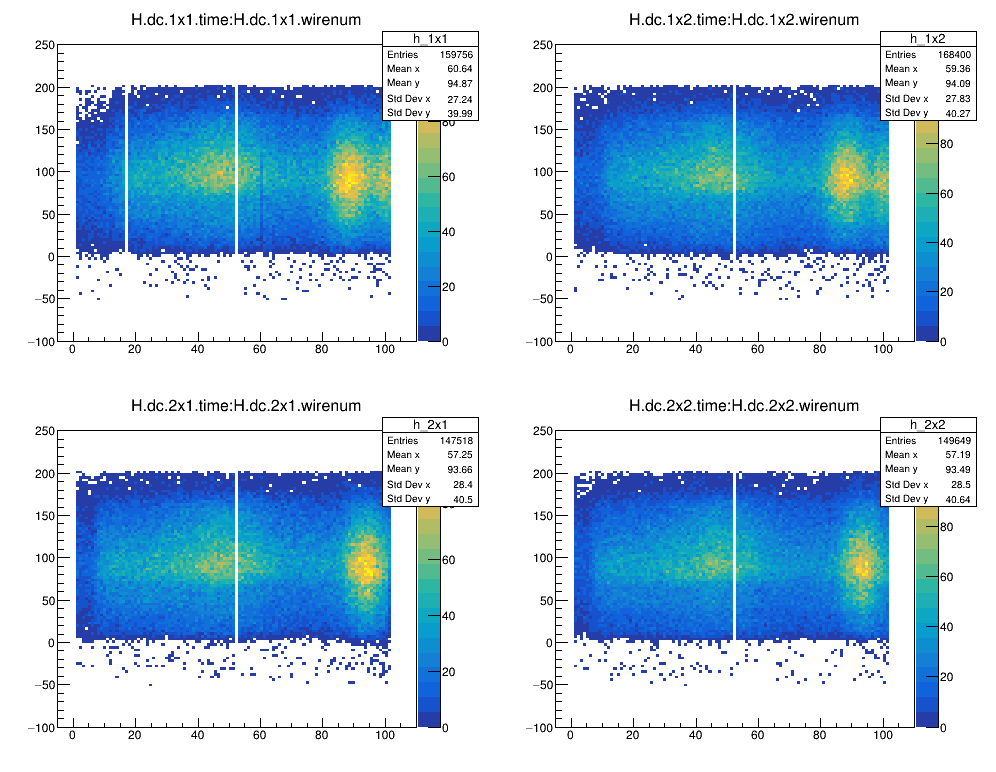 H.dc.1x1.time:H.dc.1x1.wirenum
h_1x1
Entries 159756
Mean x 60.64
Mean y 94.87
Std Dev x 27.24
Std Dev y 39.99
250
200
150
100
50
0
−50
−100
0 20 40 60 80 100
80
60
40
20
0
H.dc.1x2.time:H.dc.1x2.wirenum
h_1x2
Entries 168400
Mean x 59.36
Mean y 94.09
Std Dev x 27.83
Std Dev y 40.27
250
200
150
100
50
0
−50
−100
0 20 40 60 80 100
80
60
40
20
0
H.dc.2x1.time:H.dc.2x1.wirenum
h_2x1
Entries 147518
Mean x 57.25
Mean y 93.66
Std Dev x 28.4
Std Dev y 40.5
250
200
150
100
50
0
−50
−100
0 20 40 60 80 100
60
40
20
0
H.dc.2x2.time:H.dc.2x2.wirenum
h_2x2
Entries 149649
Mean x 57.19
Mean y 93.49
Std Dev x 28.5
Std Dev y 40.64
250
200
150
100
50
0
−50
−100
0 20 40 60 80 100
80
60
40
20
0